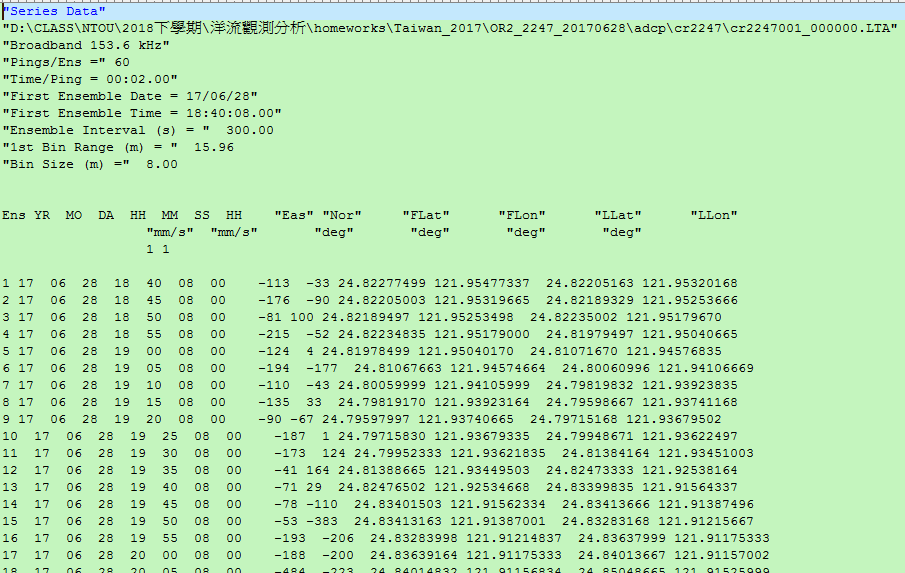 "Series Data"
"D:\CLASS\NTOU\2018下學期\洋流觀測分析\homeworks\Taiwan_2017\OR2_2247_20170628\adcp\cr2247\cr2247001_000000.LTA"
"Broadband 153.6 kHz"
"Pings/Ens =" 60
"Time/Ping = 00:02.00"
"First Ensemble Date = 17/06/28"
"First Ensemble Time = 18:40:08.00"
"Ensemble Interval (s) = "  300.00
"1st Bin Range (m) = "  15.96
"Bin Size (m) ="  8.00
Ens YR  MO  DA  HH  MM  SS  HH    "Eas" "Nor"     "FLat"      "FLon"      "LLat"      "LLon"
"mm/s"  "mm/s"       "deg"       "deg"       "deg"       "deg"
1 1
1 17  06  28  18  40  08  00    -113  -33 24.82277499 121.95477337  24.82205163 121.95320168
2 17  06  28  18  45  08  00    -176  -90 24.82205003 121.95319665  24.82189329 121.95253666
3 17  06  28  18  50  08  00    -81 100 24.82189497 121.95253498  24.82235002 121.95179670
4 17  06  28  18  55  08  00    -215  -52 24.82234835 121.95179000  24.81979497 121.95040665
5 17  06  28  19  00  08  00    -124  4 24.81978499 121.95040170  24.81071670 121.94576835
6 17  06  28  19  05  08  00    -194  -177  24.81067663 121.94574664  24.80060996 121.94106669
7 17  06  28  19  10  08  00    -110  -43 24.80059999 121.94105999  24.79819832 121.93923835
8 17  06  28  19  15  08  00    -135  33  24.79819170 121.93923164  24.79598667 121.93741168
9 17  06  28  19  20  08  00    -90 -67 24.79597997 121.93740665  24.79715168 121.93679502
10  17  06  28  19  25  08  00    -187  1 24.79715830 121.93679335  24.79948671 121.93622497
11  17  06  28  19  30  08  00    -173  124 24.79952333 121.93621835  24.81384164 121.93451003
12  17  06  28  19  35  08  00    -41 164 24.81388665 121.93449503  24.82473333 121.92538164
13  17  06  28  19  40  08  00    -71 29  24.82476502 121.92534668  24.83399835 121.91564337
14  17  06  28  19  45  08  00    -78 -110  24.83401503 121.91562334  24.83413666 121.91387496
15  17  06  28  19  50  08  00    -53 -383  24.83413163 121.91387001  24.83283168 121.91215667
16  17  06  28  19  55  08  00    -193  -206  24.83283998 121.91214837  24.83637999 121.91175333
17  17  06  28  20  00  08  00    -188  -200  24.83639164 121.91175333  24.84013667 121.91157002
18  17  06  28  20  05  08  00    -484  -223  24.84014832 121.91156834  24.85048665 121.91525999